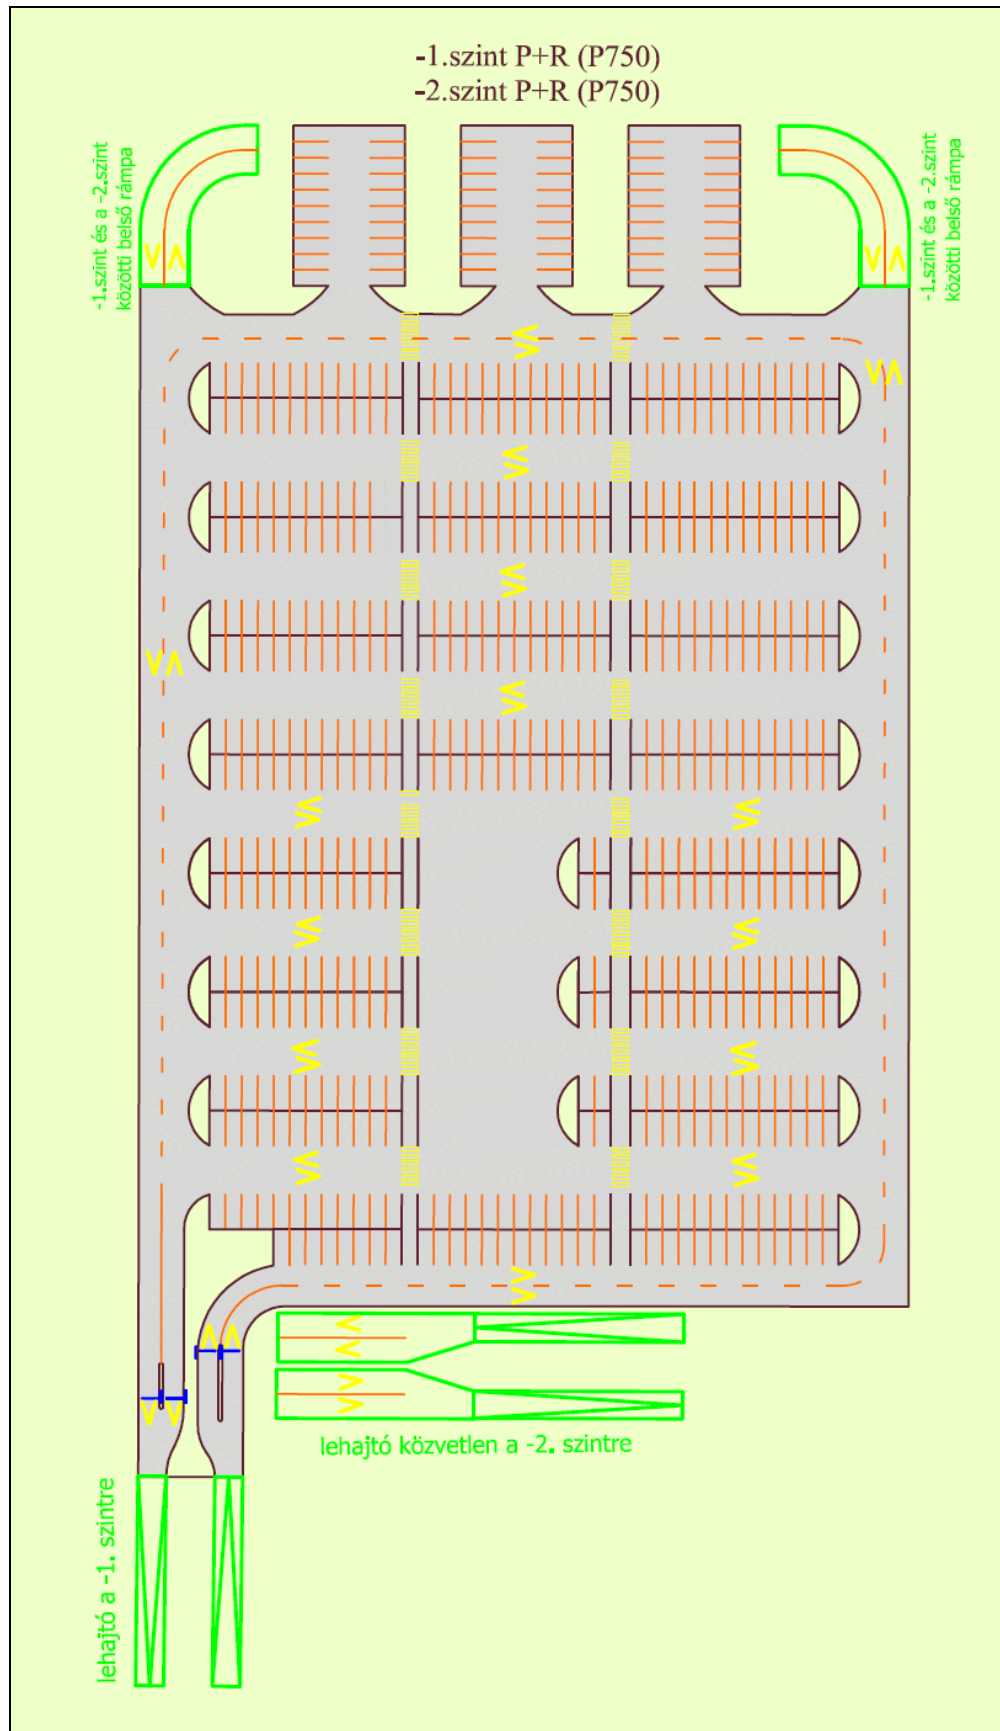 -1.szint P+R (P750)
-2.szint P+R (P750)
-1.szint és a -2.szint
közötti belső rámpa
-1.szint és a -2.szint
közötti belső rámpa
lehajtó közvetlen a -2. szintre
lehajtó a -1. szintre